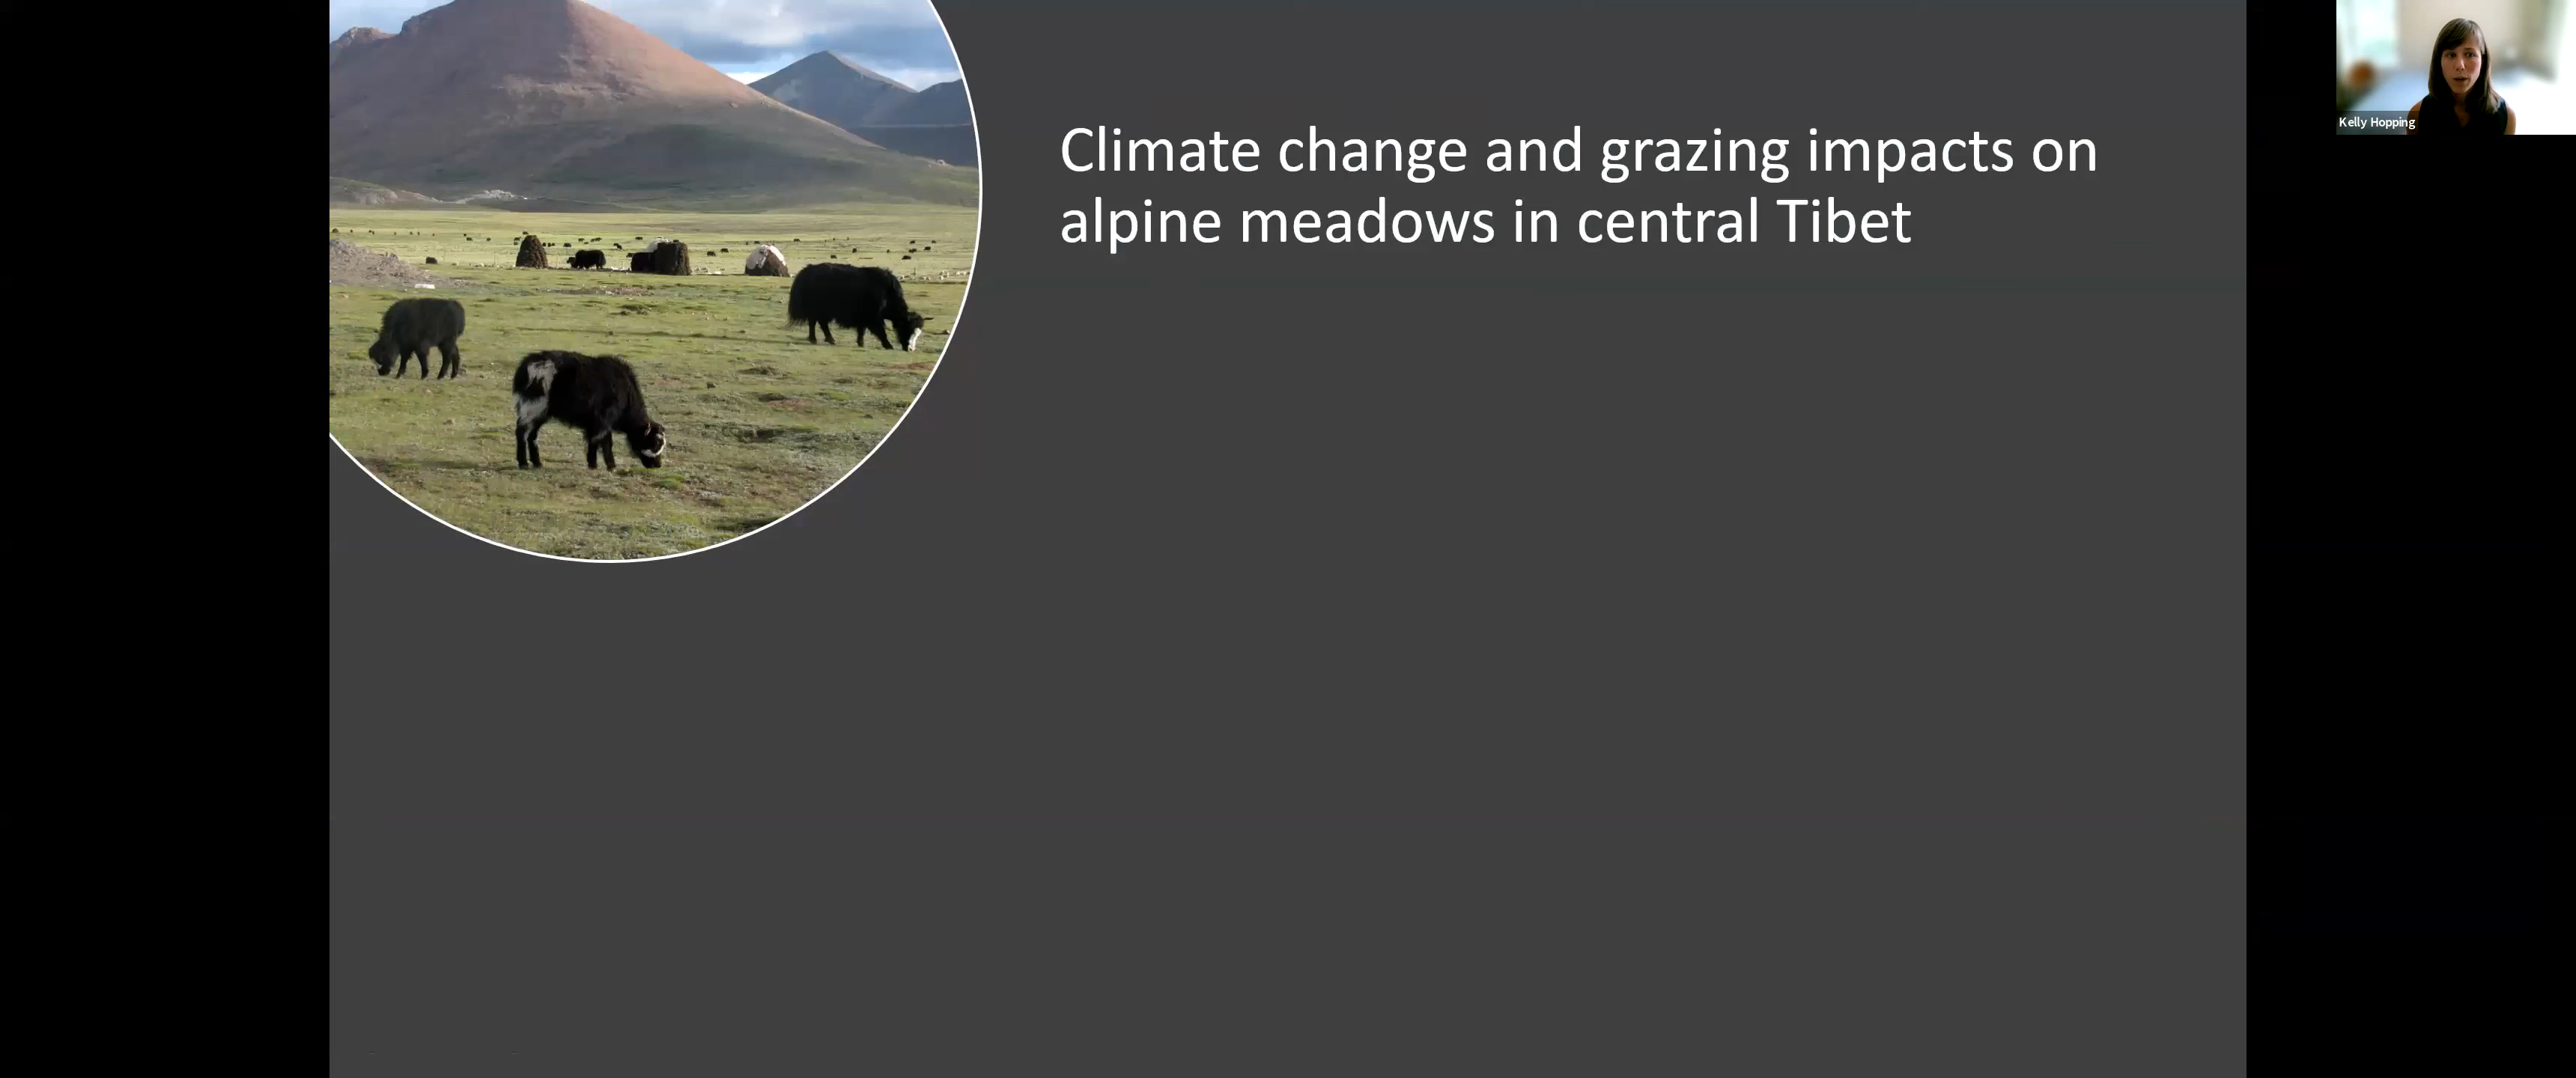 Climate change and grazing impacts on
alpine meadows in central Tibet
Kelly Hopping